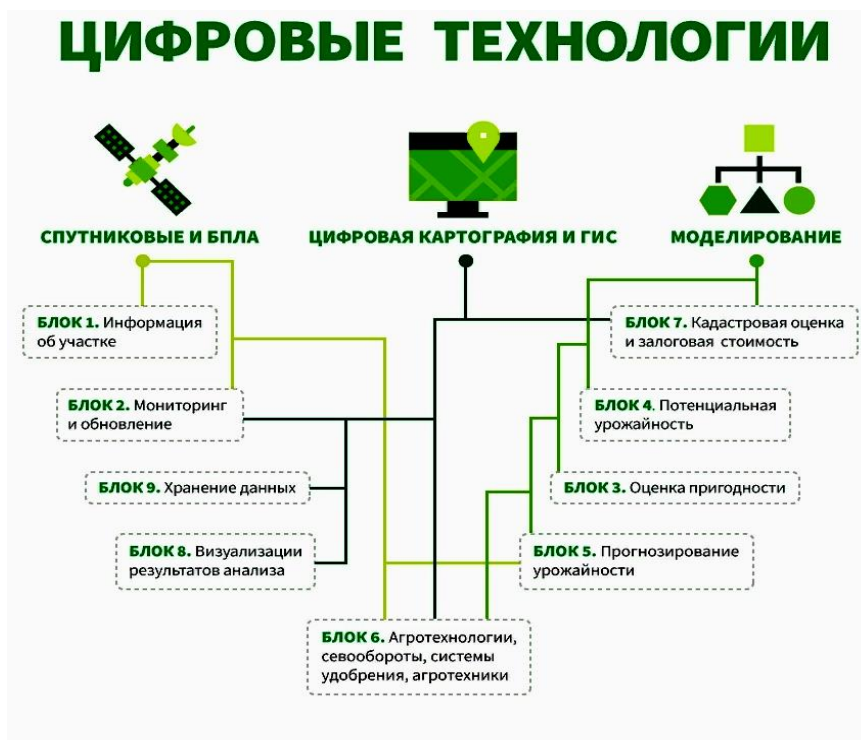 ЦИФРОВЫЕ ТЕХНОЛОГИИ
СПУТНИКОВЫЕ И БПЛА
ЦИФРОВАЯ КАРТОГРАФИЯ И ГИС
МОДЕЛИРОВАНИЕ
БЛОК 1. Информация
об участке
БЛОК 7. Кадастровая оценка
и залоговая стоимость
БЛОК 2. Мониторинг
и обновление
БЛОК 4. Потенциальная
урожайность
БЛОК 9. Хранение данных
БЛОК 3. Оценка пригодности
БЛОК 8. Визуализации
результатов анализа
БЛОК 5. Прогнозирование
урожайности
БЛОК 6. Агротехнологии,
севообороты, системы
удобрения, агротехники